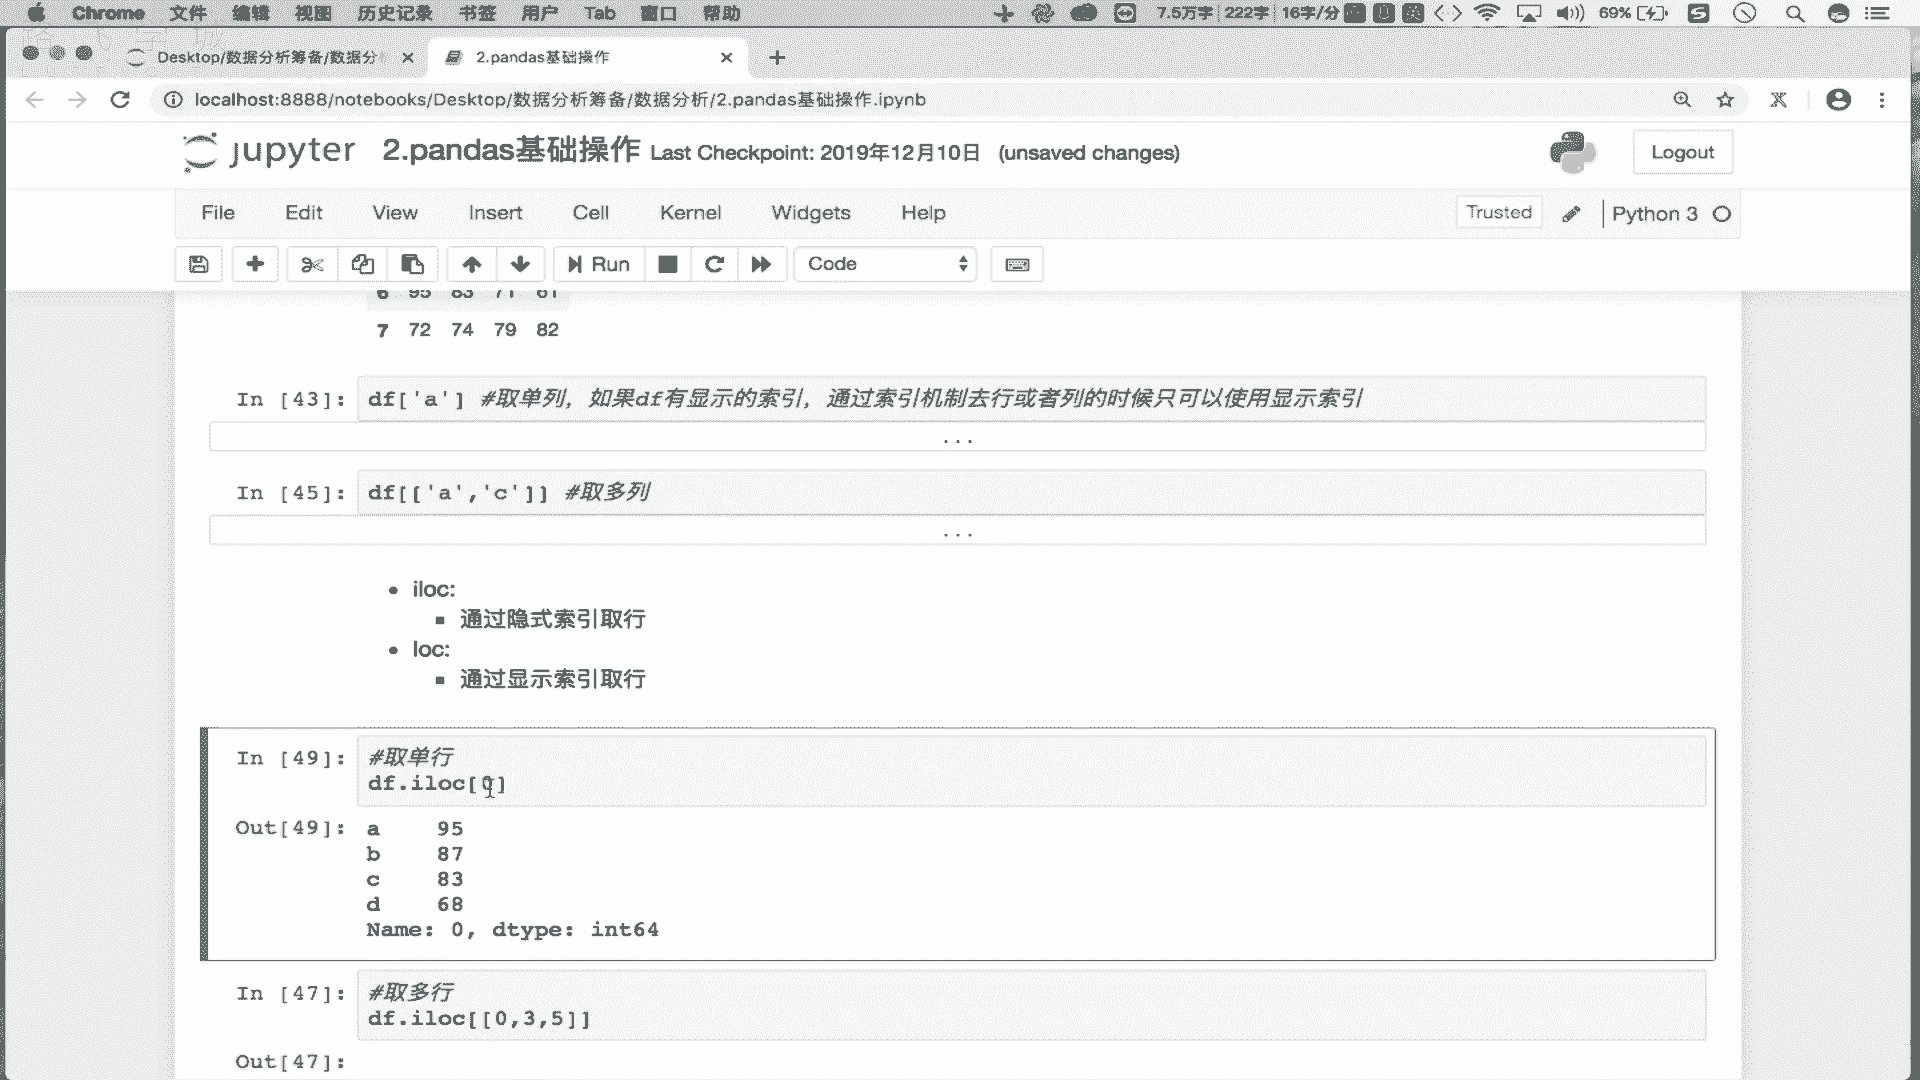 Chrome 文件 编辑 视图 历史记录 书签 用户 Tab 窗口 帮助 7.5万字 222字 16字/分 69%
Desktop/数据分析筹备/数据分 2.pandas基础操作
localhost:8888/notebooks/Desktop/数据分析筹备/数据分析/2.pandas基础操作.ipynb
jupyter 2.pandas基础操作 Last Checkpoint: 2019年12月10日 (unsaved changes) Logout
File Edit View Insert Cell Kernel Widgets Help Trusted Python 3
Run Code
6 95 83 71 61
7 72 74 79 82
In [43]: df['a'] #取单列，如果df有显示的索引，通过索引机制去行或者列的时候只可以使用显示索引
...
In [45]: df[['a','c']] #取多列
...
iloc:
通过隐式索引取行
loc:
通过显示索引取行
In [49]: #取单行
df.iloc[0]
Out[49]: a 95
b 87
c 83
d 68
Name: 0, dtype: int64
In [47]: #取多行
df.iloc[[0,3,5]]
Out[47]: